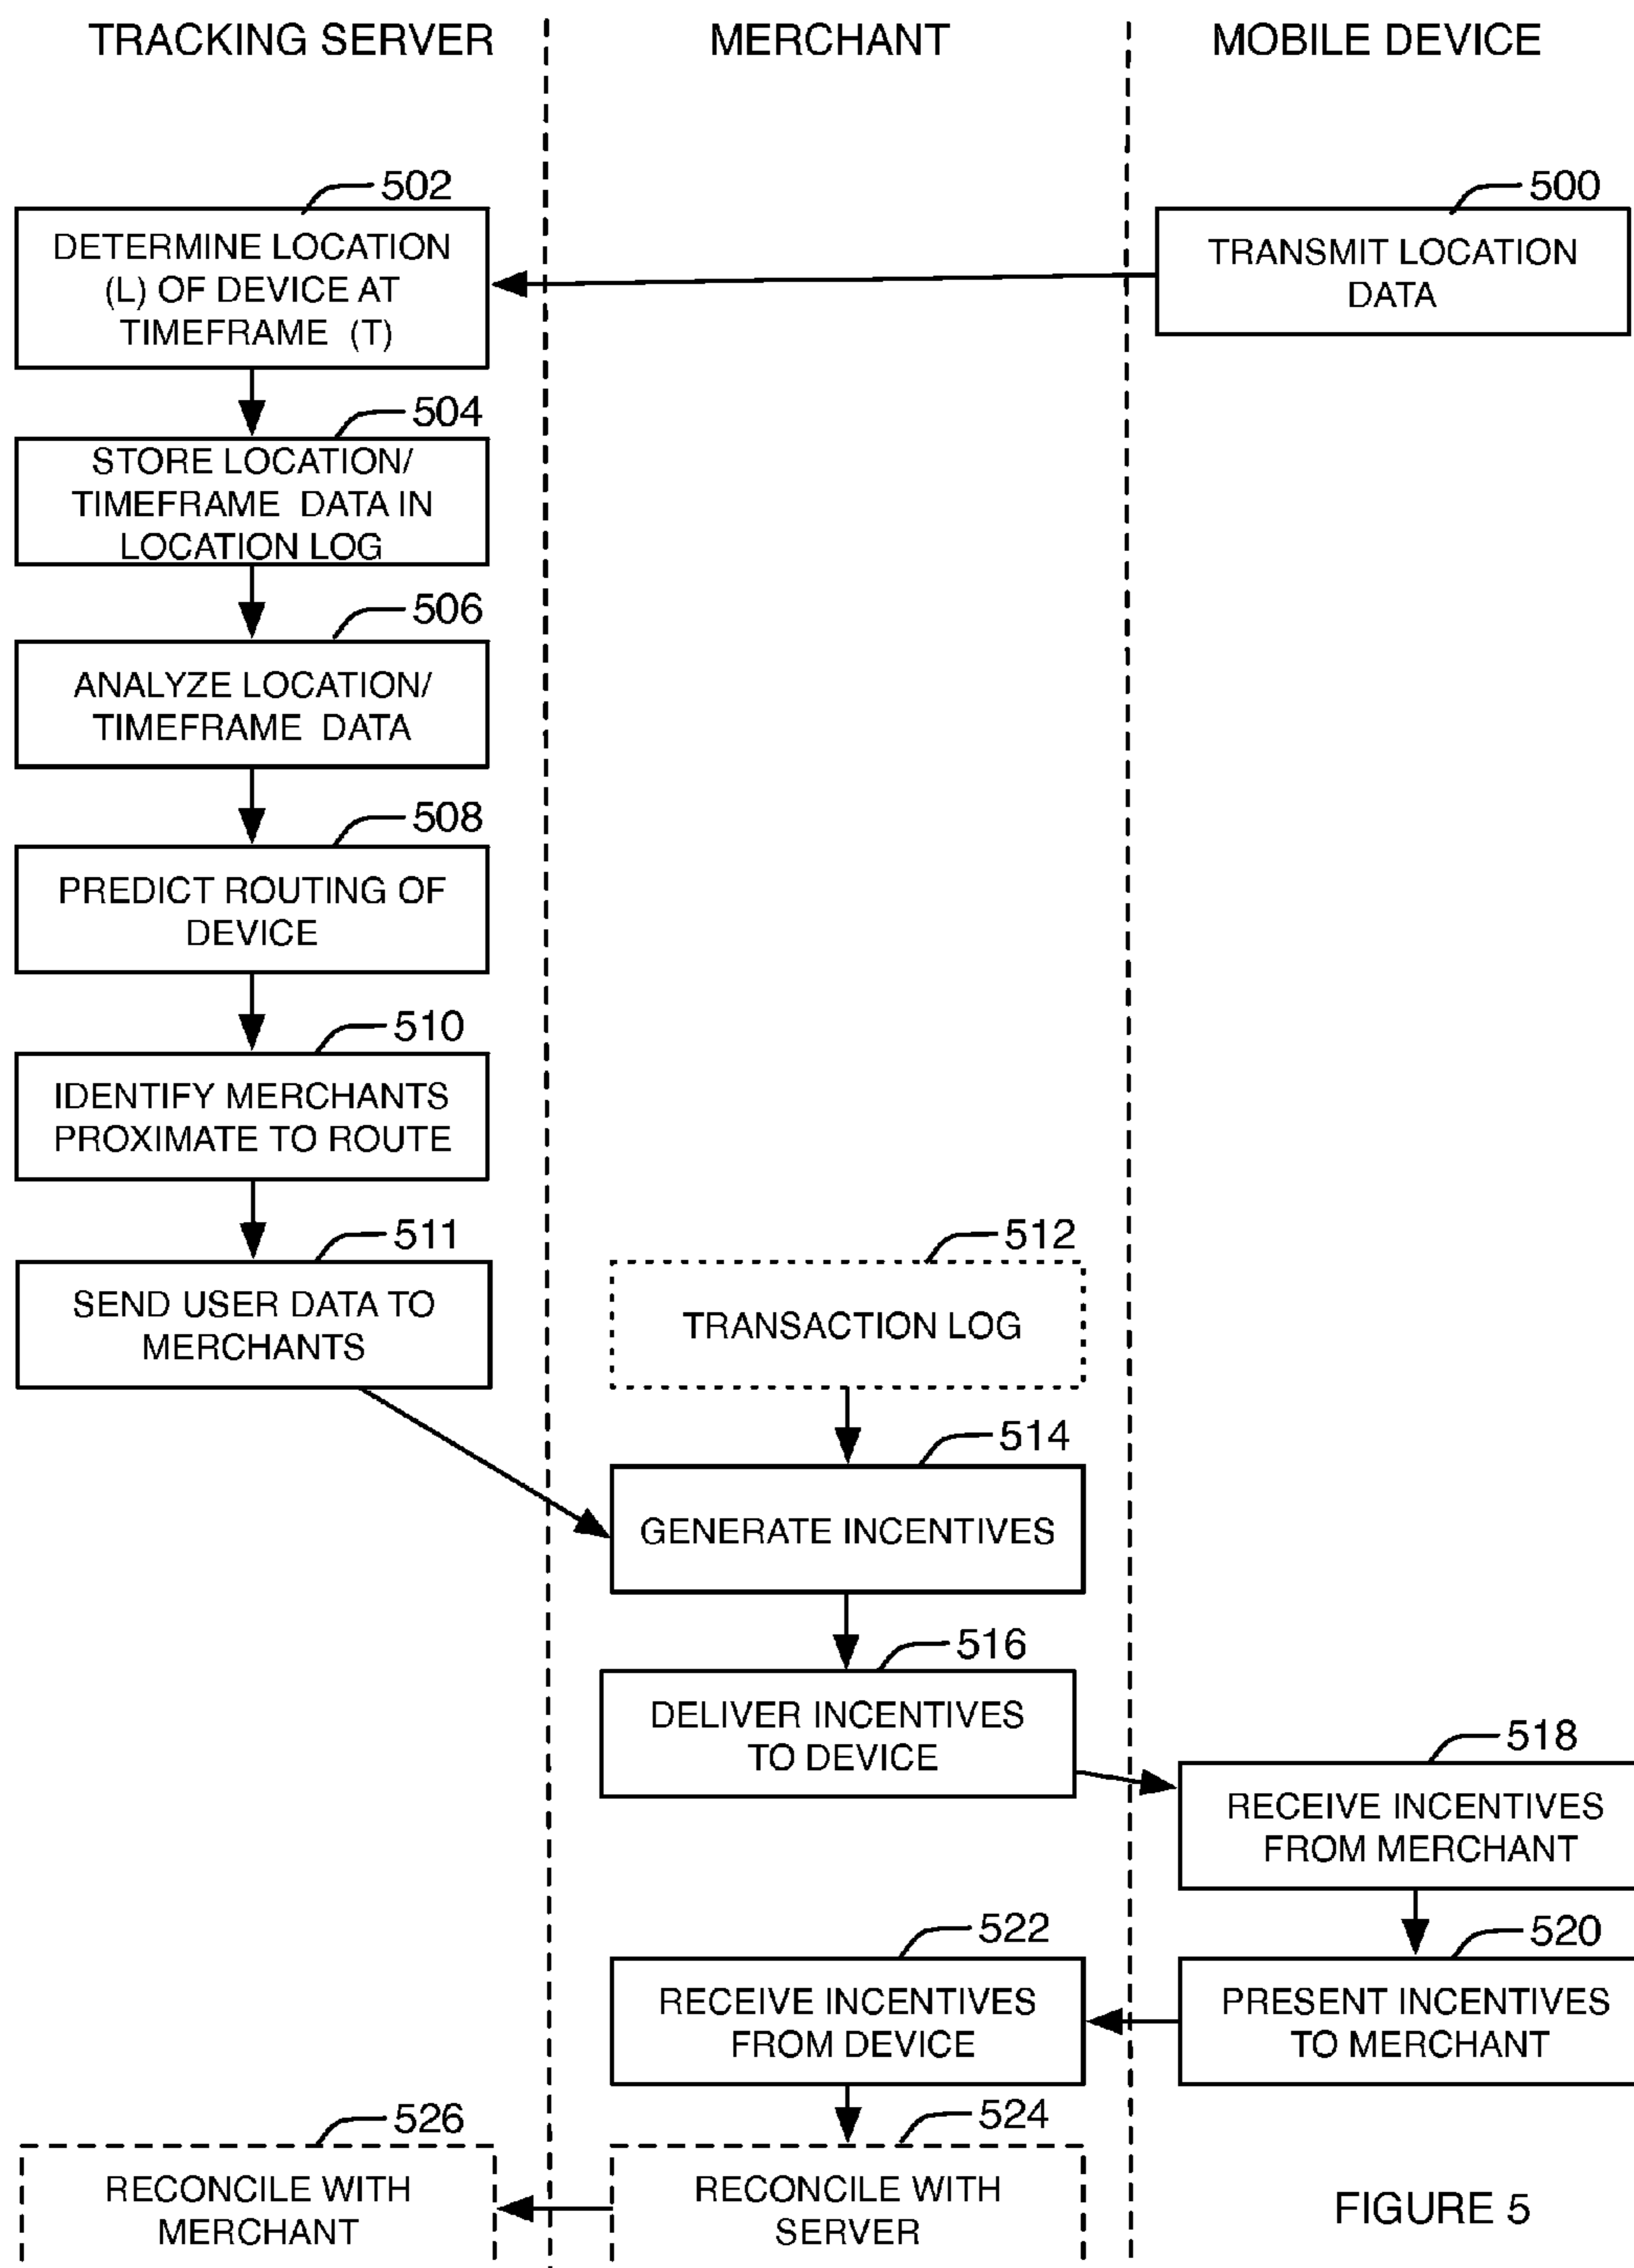 TRACKING SERVER
MERCHANT
MOBILE DEVICE
502
DETERMINE LOCATION
(L) OF DEVICE AT
TIMEFRAME (T)
500
TRANSMIT LOCATION
DATA
504
STORE LOCATION/
TIMEFRAME DATA IN
LOCATION LOG
506
ANALYZE LOCATION/
TIMEFRAME DATA
508
PREDICT ROUTING OF
DEVICE
510
IDENTIFY MERCHANTS
PROXIMATE TO ROUTE
511
SEND USER DATA TO
MERCHANTS
512
TRANSACTION LOG
514
GENERATE INCENTIVES
516
DELIVER INCENTIVES
TO DEVICE
518
RECEIVE INCENTIVES
FROM MERCHANT
520
PRESENT INCENTIVES
TO MERCHANT
522
RECEIVE INCENTIVES
FROM DEVICE
524
RECONCILE WITH
SERVER
526
RECONCILE WITH
MERCHANT
FIGURE 5